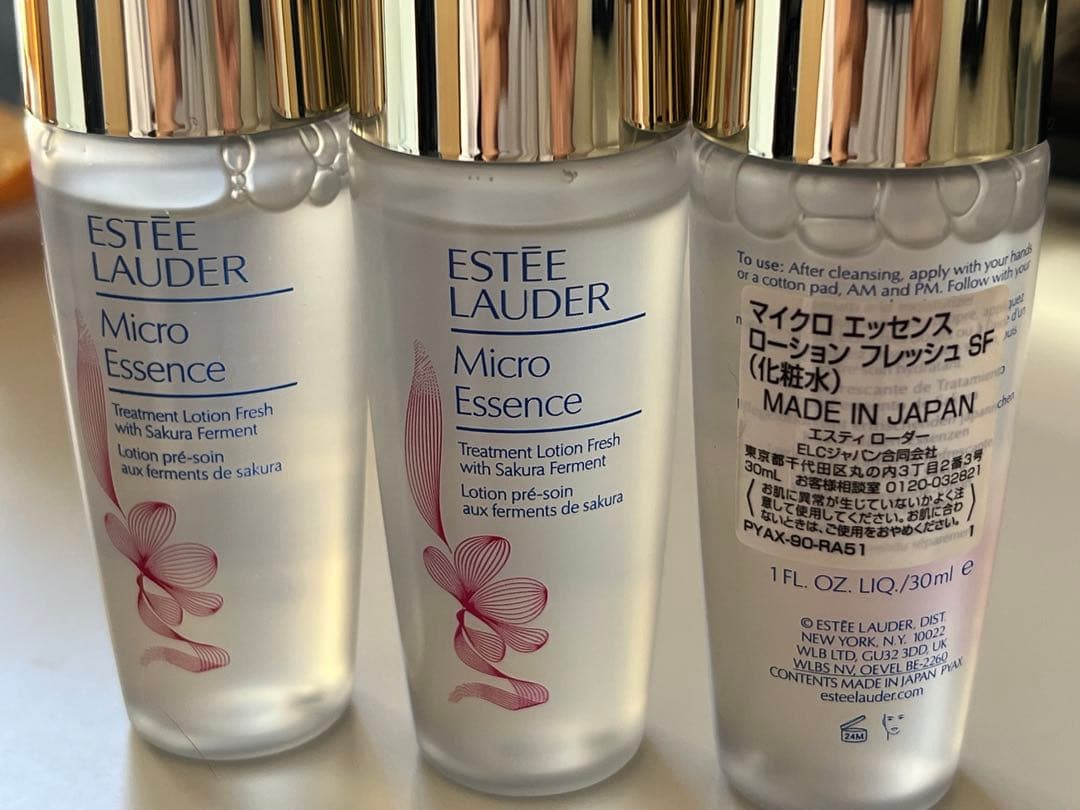 ESTĒE
LAUDER
Micro
Essence
Treatment Lotion Fresh
with Sakura Ferment
Lotion pré-soin
aux ferments de sakura
ESTĒE
LAUDER
Micro
Essence
Treatment Lotion Fresh
with Sakura Ferment
Lotion pré-soin
aux ferments de sakura
To use: After cleansing, apply with your hands
or a cotton pad, AM and PM. Follow with your
マイクロ エッセンス
ローション フレッシュ SF
(化粧水)
MADE IN JAPAN
エスティ ローダー
ELCジャパン合同会社
東京都千代田区丸の内3丁目2番3号
30mL お客様相談室 0120-032821
お肌に異常が生じていないかよく注
意して使用してください。お肌に合わ
ないときは、ご使用をおやめください。
PYAX-90-RA51 1
1 FL. OZ. LIQ./30ml e
© ESTĒE LAUDER, DIST.
NEW YORK, N.Y. 10022
WLB LTD, GU32 3DD, UK
WLBS NV, OEVEL BE-2260
CONTENTS MADE IN JAPAN PYAX
esteelauder.com
24M